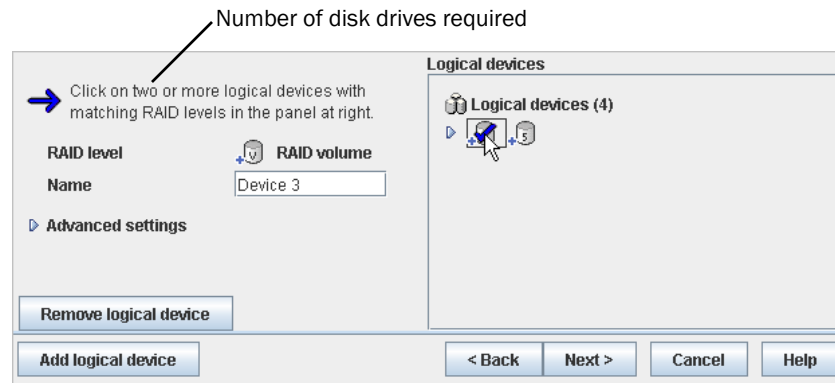 Number of disk drives required
Logical devices
Click on two or more logical devices with
matching RAID levels in the panel at right.
Logical devices (4)
RAID level
v
RAID volume
5
Name
Device 3
Advanced settings
Remove logical device
Add logical device
< Back
Next >
Cancel
Help